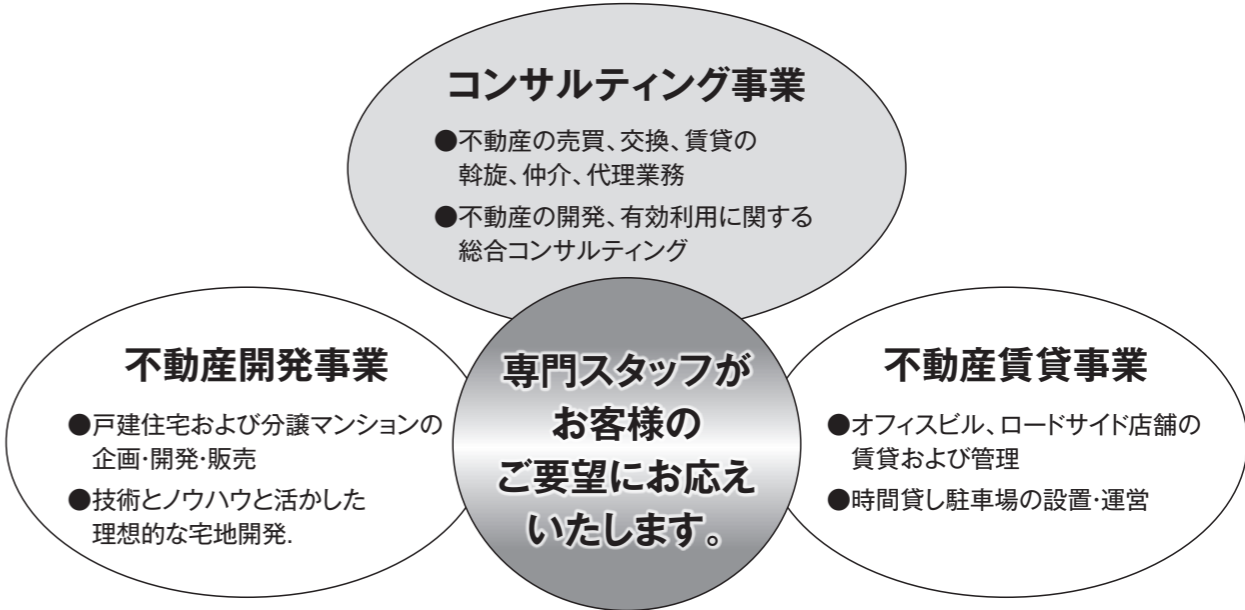 コンサルティング事業
●不動産の売買、交換、賃貸の
斡旋、仲介、代理業務
●不動産の開発、有効利用に関する
総合コンサルティング
不動産開発事業
●戸建住宅および分譲マンションの
企画・開発・販売
●技術とノウハウと活かした
理想的な宅地開発.
専門スタッフが
お客様の
ご要望にお応え
いたします。
不動産賃貸事業
●オフィスビル、ロードサイド店舗の
賃貸および管理
●時間貸し駐車場の設置・運営